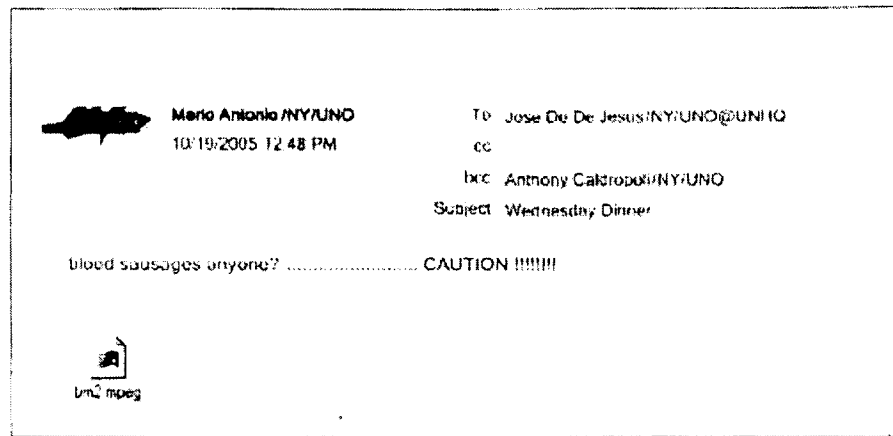 Mario Antonio /NY/UNO
10/19/2005 12 48 PM
To Jose De De Jesus/NY/UNO@UNHQ
cc
bcc Anthony Caldropoli/NY/UNO
Subject Wednesday Dinner
blood sausages anyone? ........................ CAUTION !!!!!!!!
bm2 mpeg